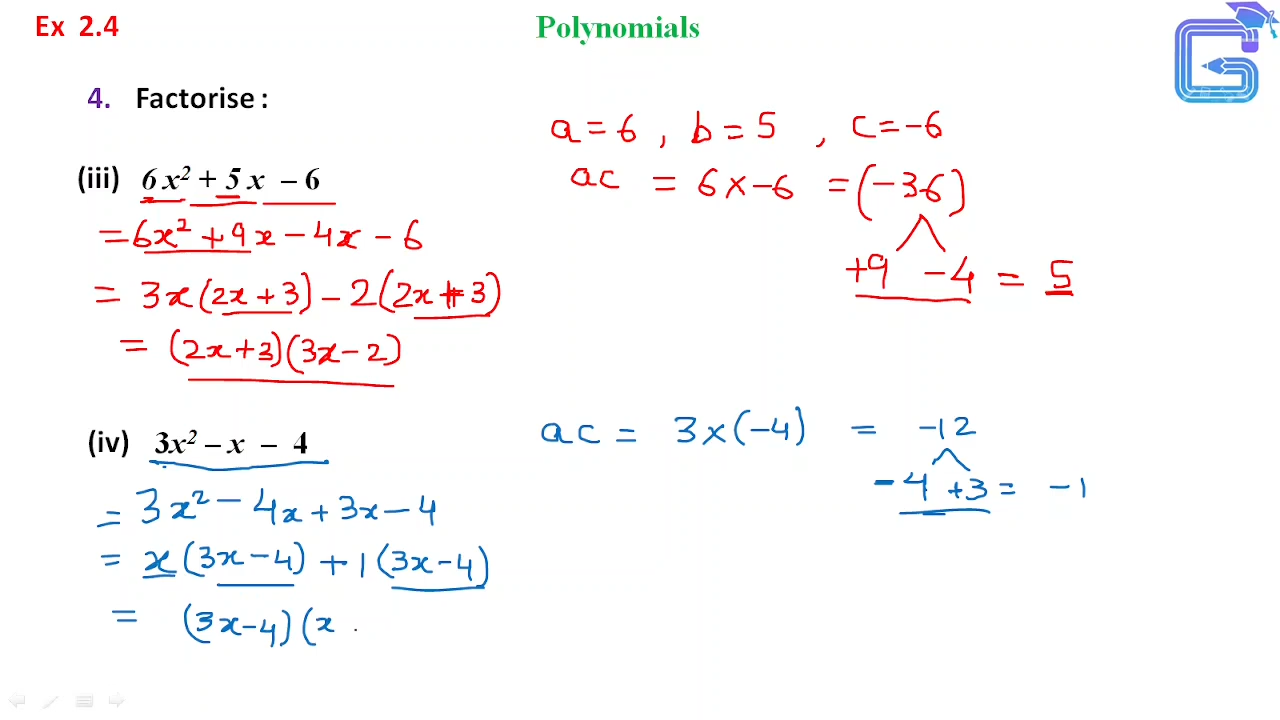 Ex 2.4
Polynomials
4. Factorise :
(iii) 6x² + 5x – 6
= 6x² + 9x – 4x – 6
= 3x(2x + 3) – 2(2x + 3)
= (2x+3)(3x–2)
a = 6 , b = 5 , c = –6
ac = 6 × –6 = (–36)
+9 –4 = 5
(iv) 3x² – x – 4
= 3x² – 4x + 3x – 4
= x(3x – 4) + 1(3x – 4)
= (3x–4)(x
ac = 3×(–4) = –12
–4 +3 = –1